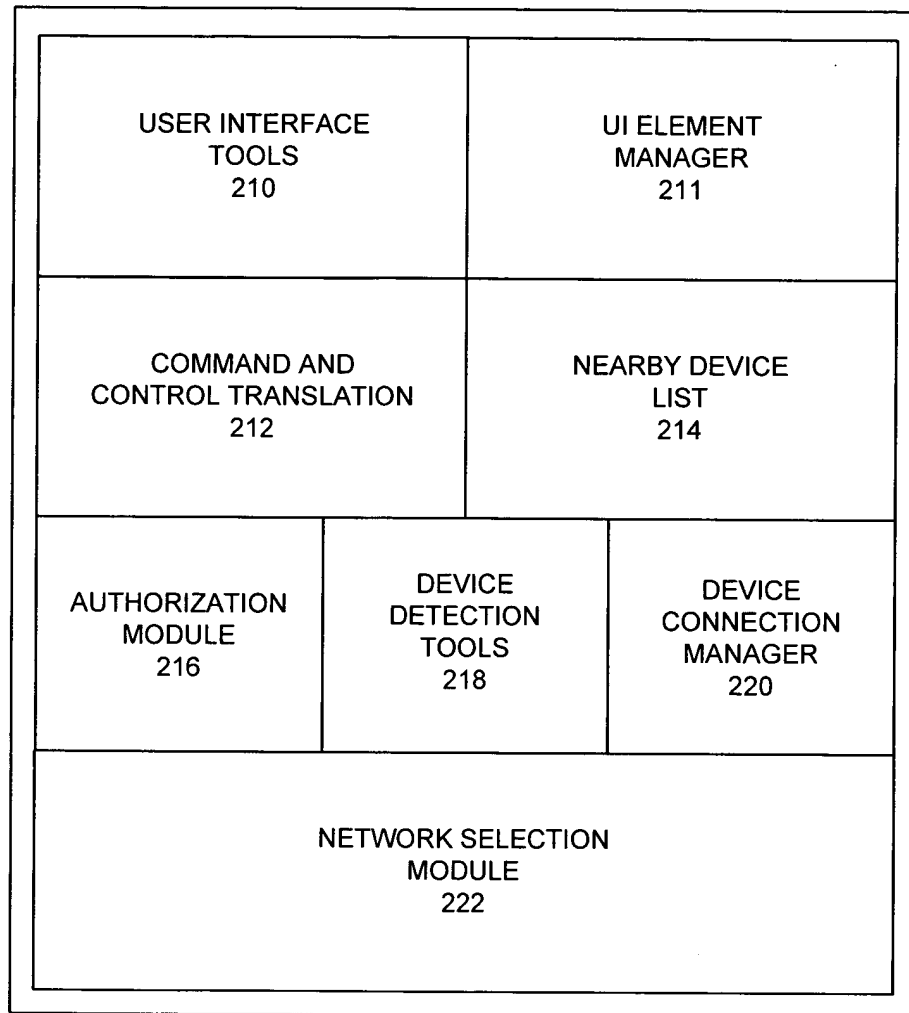 USER INTERFACE
TOOLS
210
UI ELEMENT
MANAGER
211
COMMAND AND
CONTROL TRANSLATION
212
NEARBY DEVICE
LIST
214
AUTHORIZATION
MODULE
216
DEVICE
DETECTION
TOOLS
218
DEVICE
CONNECTION
MANAGER
220
NETWORK SELECTION
MODULE
222